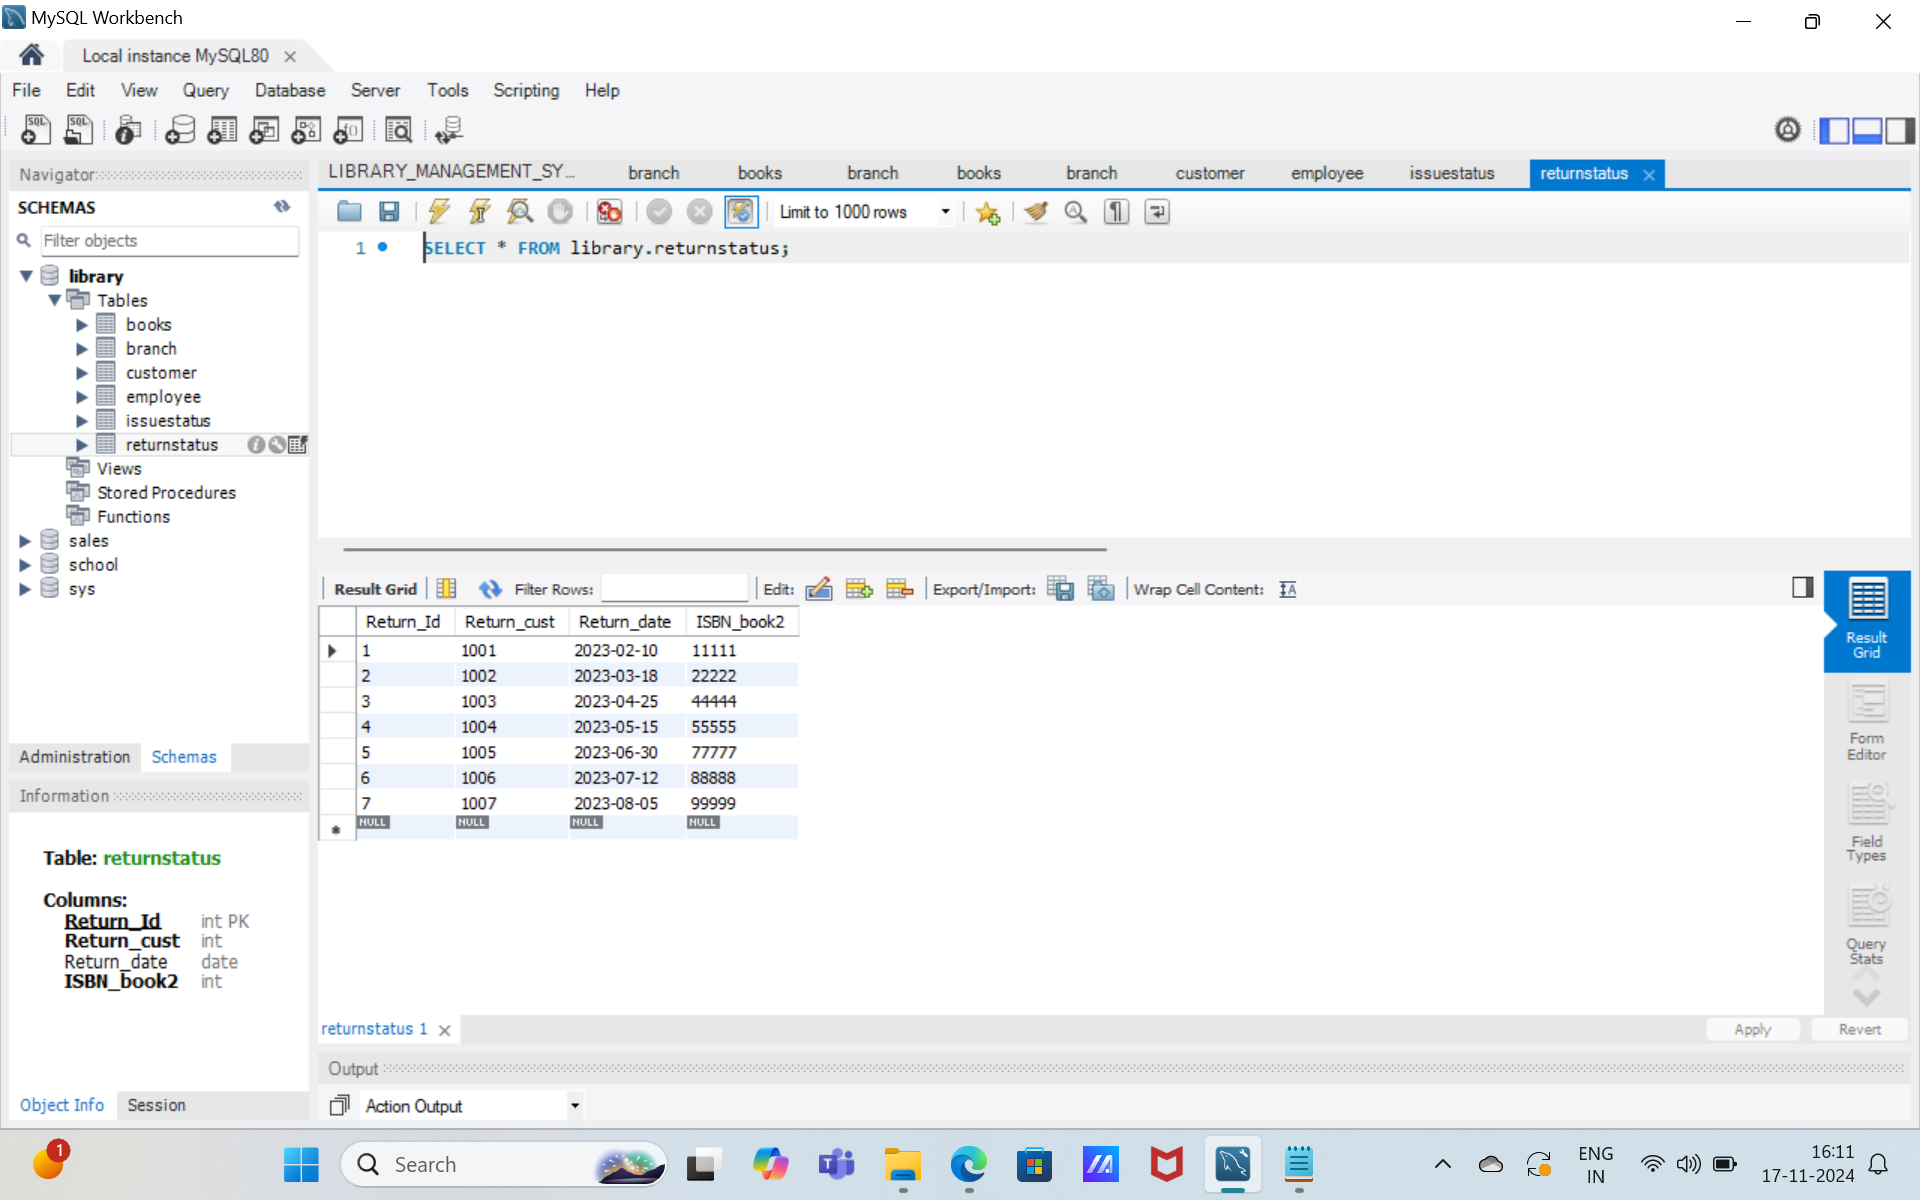 MySQL Workbench
Local instance MySQL80
File Edit View Query Database Server Tools Scripting Help
Navigator
SCHEMAS
Filter objects
library
Tables
books
branch
customer
employee
issuestatus
returnstatus
Views
Stored Procedures
Functions
sales
school
sys
Administration Schemas
Information
Table: returnstatus
Columns:
Return_Id int PK
Return_cust int
Return_date date
ISBN_book2 int
Object Info Session
LIBRARY_MANAGEMENT_SY... branch books branch books branch customer employee issuestatus returnstatus
Limit to 1000 rows
1 SELECT * FROM library.returnstatus;
Result Grid Filter Rows: Edit: Export/Import: Wrap Cell Content:
Return_Id Return_cust Return_date ISBN_book2
1 1001 2023-02-10 11111
2 1002 2023-03-18 22222
3 1003 2023-04-25 44444
4 1004 2023-05-15 55555
5 1005 2023-06-30 77777
6 1006 2023-07-12 88888
7 1007 2023-08-05 99999
NULL NULL NULL NULL
Result
Grid
Form
Editor
Field
Types
Query
Stats
returnstatus 1
Apply Revert
Output
Action Output
1
Search
ENG
IN
16:11
17-11-2024